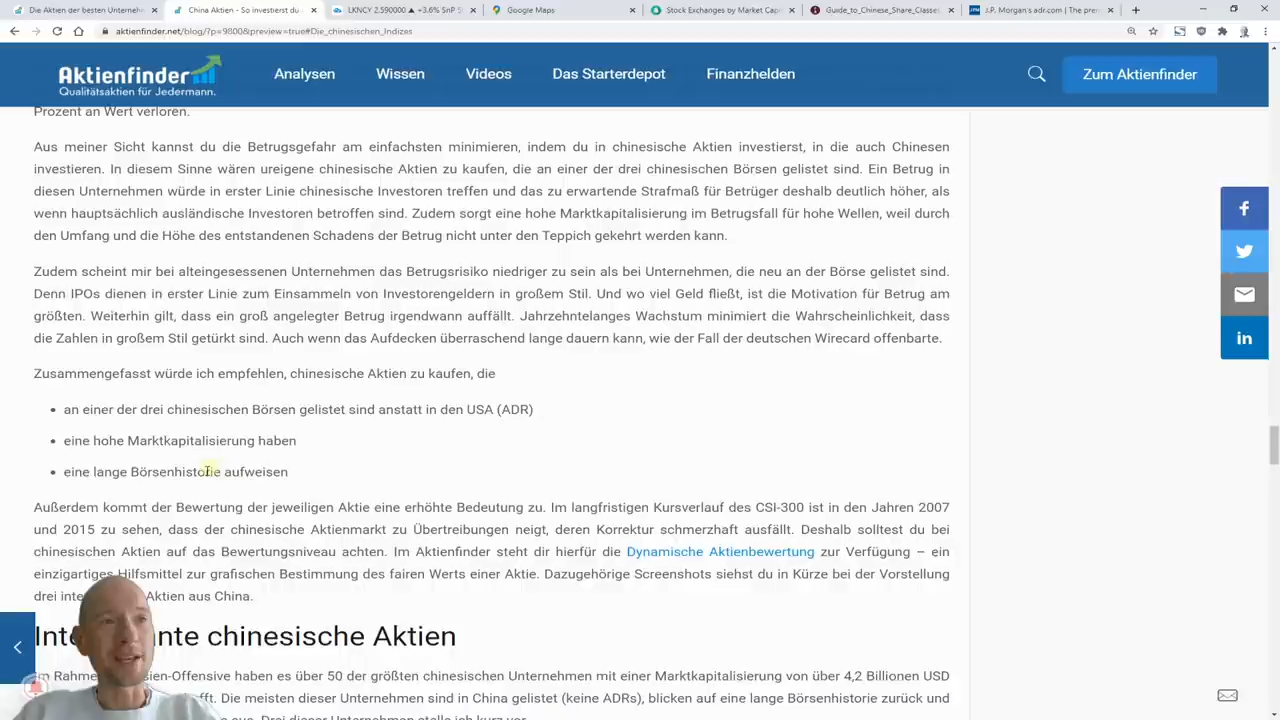 Die Aktien der besten Unterneh
China Aktien - So investierst du
LKNCY 2.590000 ▲ +3.6% SnP 5
Google Maps
Stock Exchanges by Market Cap
Guide_to_Chinese_Share_Classes
J.P. Morgan's adr.com | The pre
aktienfinder.net/blog/?p=9800&preview=true#Die_chinesischen_Indizes
Aktienfinder
Qualitätsaktien für Jedermann.
Analysen
Wissen
Videos
Das Starterdepot
Finanzhelden
Zum Aktienfinder
Prozent an Wert verloren.
Aus meiner Sicht kannst du die Betrugsgefahr am einfachsten minimieren, indem du in chinesische Aktien investierst, in die auch Chinesen
investieren. In diesem Sinne wären ureigene chinesische Aktien zu kaufen, die an einer der drei chinesischen Börsen gelistet sind. Ein Betrug in
diesen Unternehmen würde in erster Linie chinesische Investoren treffen und das zu erwartende Strafmaß für Betrüger deshalb deutlich höher, als
wenn hauptsächlich ausländische Investoren betroffen sind. Zudem sorgt eine hohe Marktkapitalisierung im Betrugsfall für hohe Wellen, weil durch
den Umfang und die Höhe des entstandenen Schadens der Betrug nicht unter den Teppich gekehrt werden kann.
Zudem scheint mir bei alteingesessenen Unternehmen das Betrugsrisiko niedriger zu sein als bei Unternehmen, die neu an der Börse gelistet sind.
Denn IPOs dienen in erster Linie zum Einsammeln von Investorengeldern in großem Stil. Und wo viel Geld fließt, ist die Motivation für Betrug am
größten. Weiterhin gilt, dass ein groß angelegter Betrug irgendwann auffällt. Jahrzehntelanges Wachstum minimiert die Wahrscheinlichkeit, dass
die Zahlen in großem Stil getürkt sind. Auch wenn das Aufdecken überraschend lange dauern kann, wie der Fall der deutschen Wirecard offenbarte.
Zusammengefasst würde ich empfehlen, chinesische Aktien zu kaufen, die
• an einer der drei chinesischen Börsen gelistet sind anstatt in den USA (ADR)
• eine hohe Marktkapitalisierung haben
• eine lange Börsenhistorie aufweisen
Außerdem kommt der Bewertung der jeweiligen Aktie eine erhöhte Bedeutung zu. Im langfristigen Kursverlauf des CSI-300 ist in den Jahren 2007
und 2015 zu sehen, dass der chinesische Aktienmarkt zu Übertreibungen neigt, deren Korrektur schmerzhaft ausfällt. Deshalb solltest du bei
chinesischen Aktien auf das Bewertungsniveau achten. Im Aktienfinder steht dir hierfür die Dynamische Aktienbewertung zur Verfügung – ein
einzigartiges Hilfsmittel zur grafischen Bestimmung des fairen Werts einer Aktie. Dazugehörige Screenshots siehst du in Kürze bei der Vorstellung
drei inte Aktien aus China.
Inte ante chinesische Aktien
m Rahme sien-Offensive haben es über 50 der größten chinesischen Unternehmen mit einer Marktkapitalisierung von über 4,2 Billionen USD
fft. Die meisten dieser Unternehmen sind in China gelistet (keine ADRs), blicken auf eine lange Börsenhistorie zurück und
aus. Drei dieser Unternehmen stelle ich kurz vor.